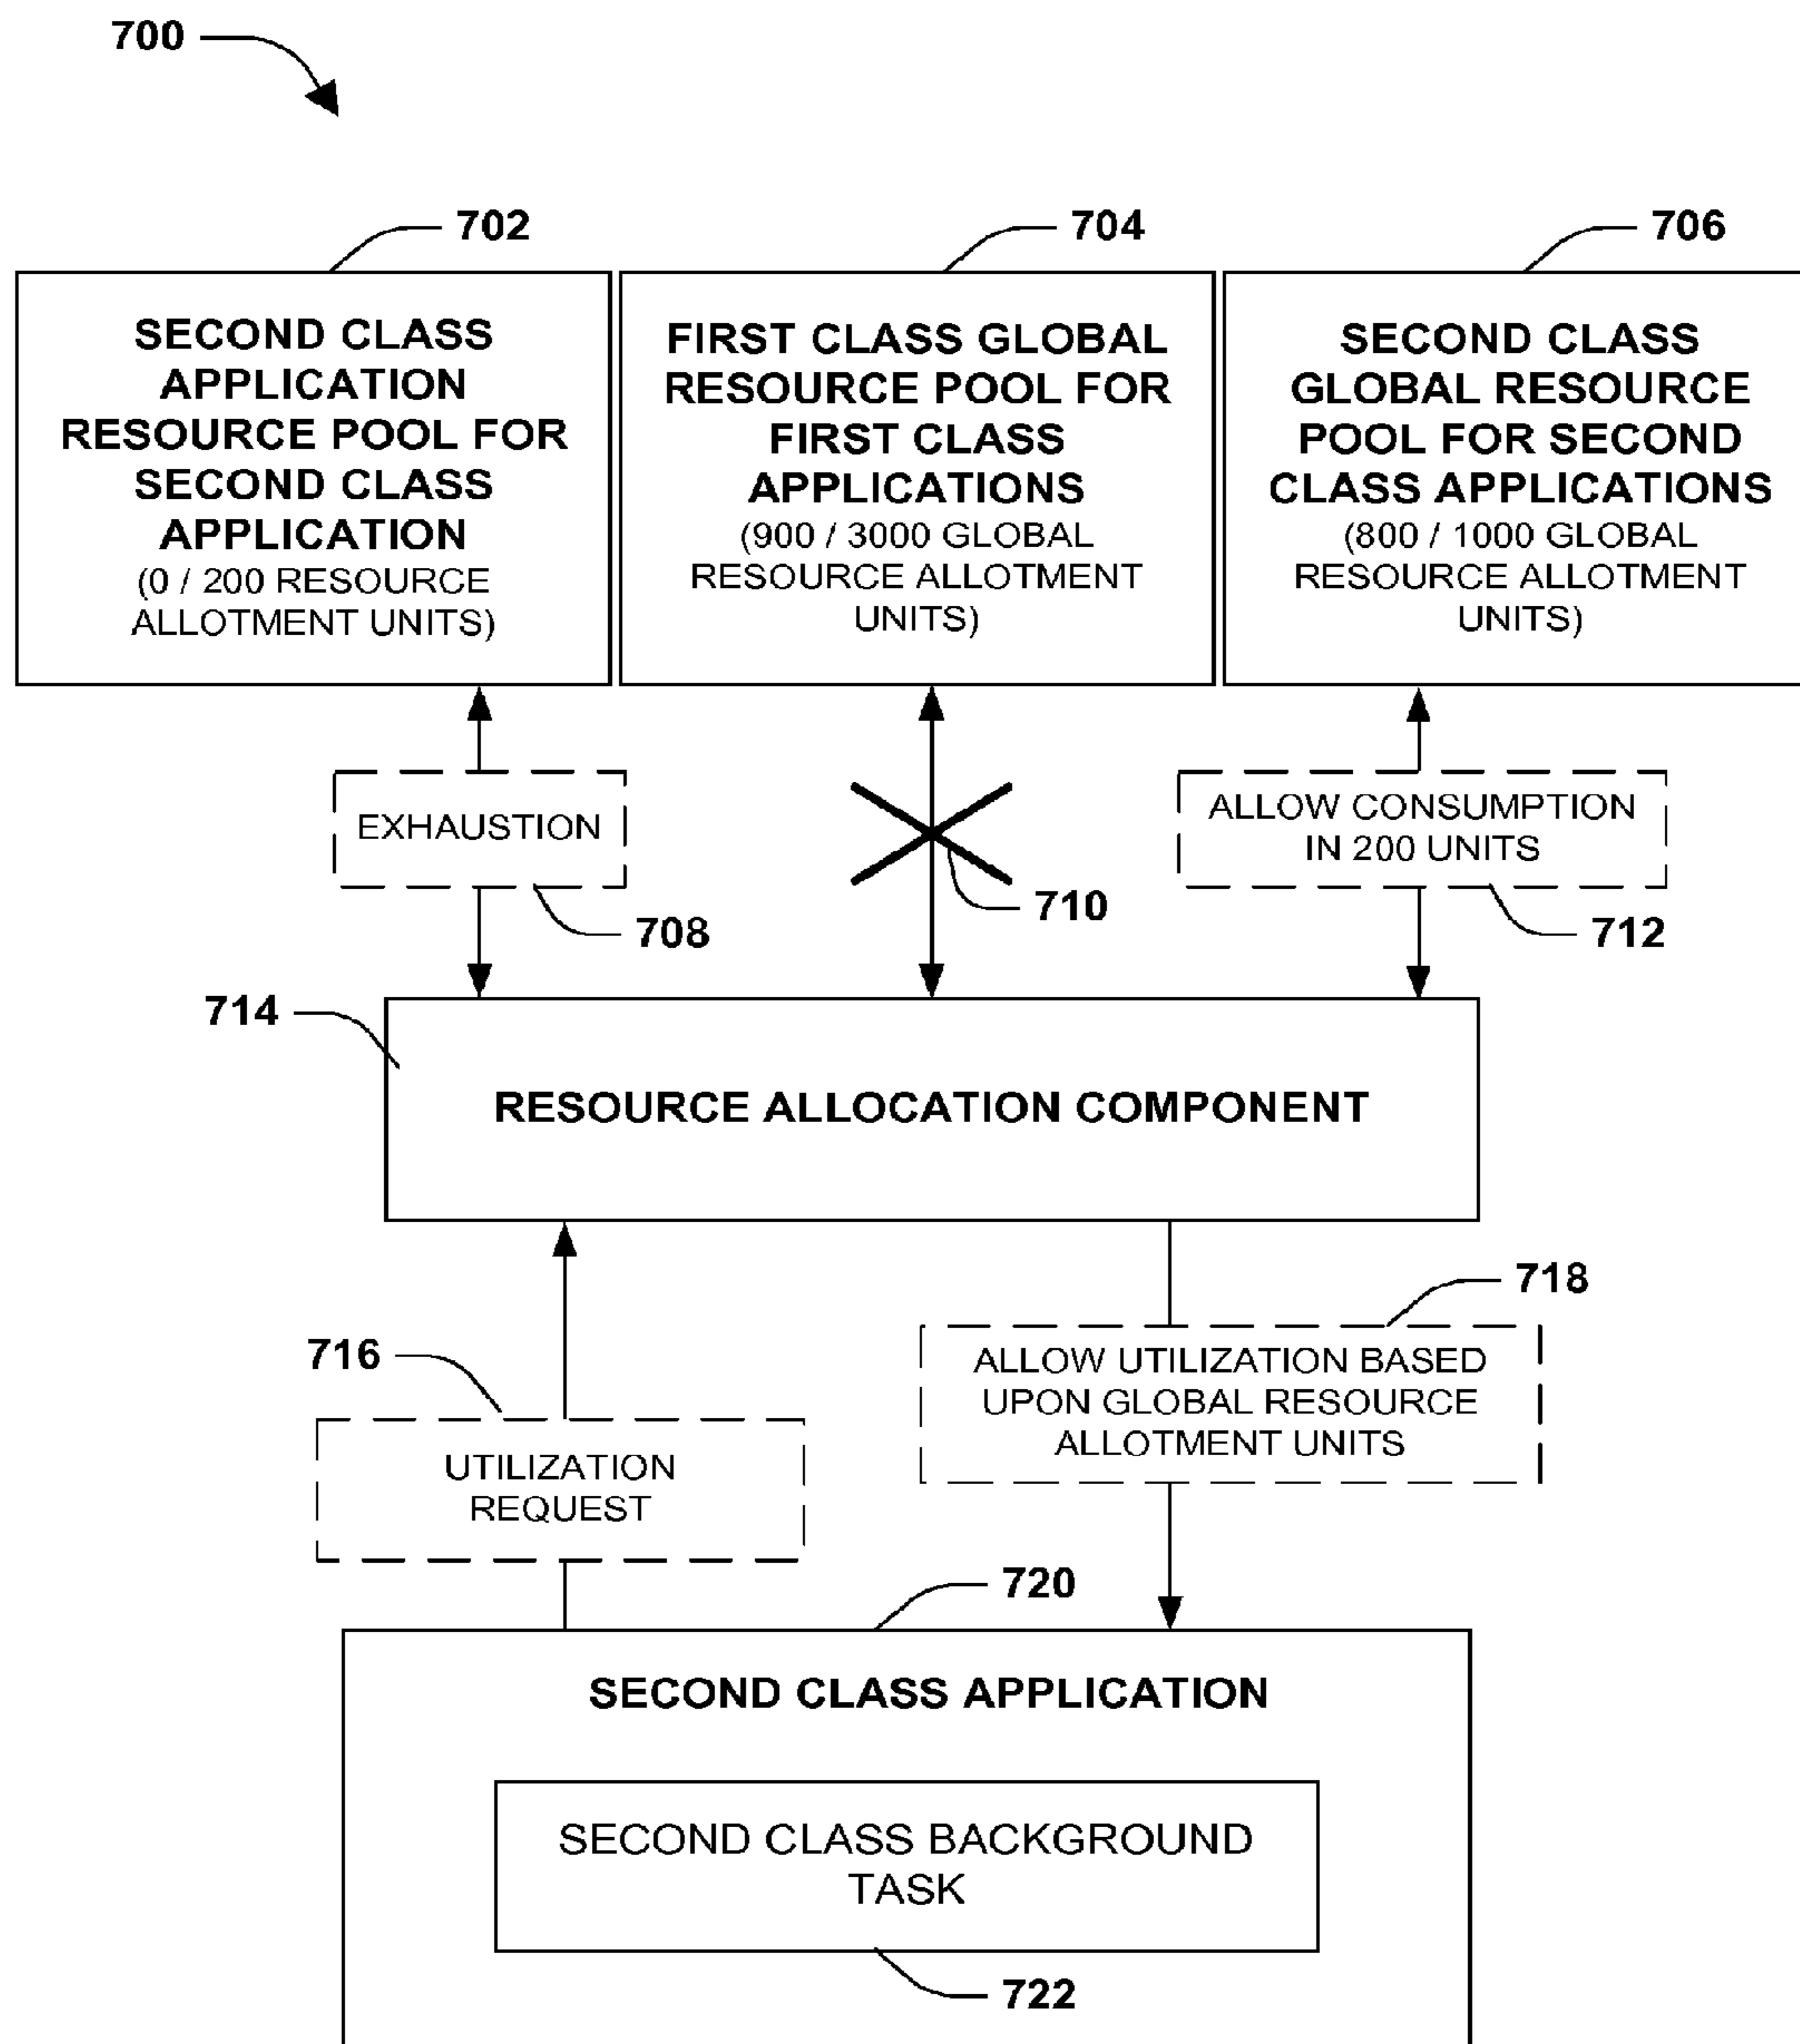 700
702
704
706
SECOND CLASS
APPLICATION
RESOURCE POOL FOR
SECOND CLASS
APPLICATION
(0 / 200 RESOURCE
ALLOTMENT UNITS)
FIRST CLASS GLOBAL
RESOURCE POOL FOR
FIRST CLASS
APPLICATIONS
(900 / 3000 GLOBAL
RESOURCE ALLOTMENT
UNITS)
SECOND CLASS
GLOBAL RESOURCE
POOL FOR SECOND
CLASS APPLICATIONS
(800 / 1000 GLOBAL
RESOURCE ALLOTMENT
UNITS)
EXHAUSTION
708
710
ALLOW CONSUMPTION
IN 200 UNITS
712
714
RESOURCE ALLOCATION COMPONENT
716
UTILIZATION
REQUEST
718
ALLOW UTILIZATION BASED
UPON GLOBAL RESOURCE
ALLOTMENT UNITS
720
SECOND CLASS APPLICATION
SECOND CLASS BACKGROUND
TASK
722